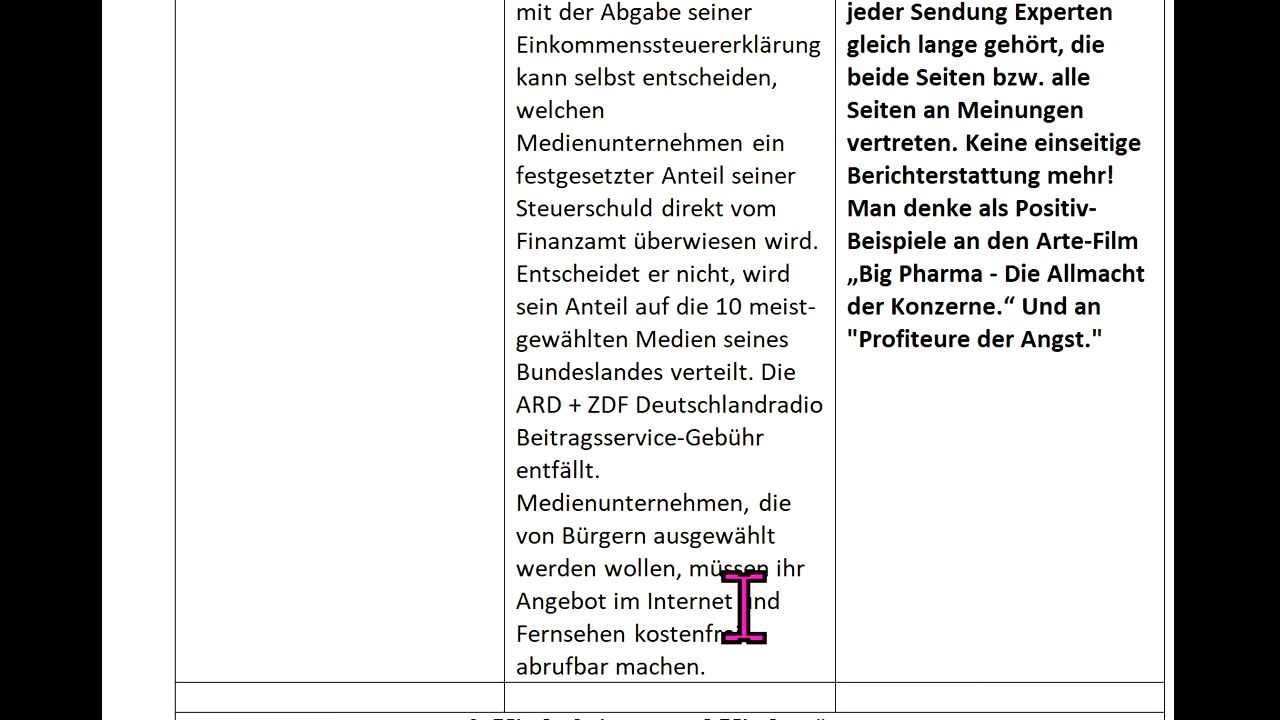 mit der Abgabe seiner
Einkommenssteuererklärung
kann selbst entscheiden,
welchen
Medienunternehmen ein
festgesetzter Anteil seiner
Steuerschuld direkt vom
Finanzamt überwiesen wird.
Entscheidet er nicht, wird
sein Anteil auf die 10 meist-
gewählten Medien seines
Bundeslandes verteilt. Die
ARD + ZDF Deutschlandradio
Beitragsservice-Gebühr
entfällt.
Medienunternehmen, die
von Bürgern ausgewählt
werden wollen, müssen ihr
Angebot im Internet und
Fernsehen kostenfrei
abrufbar machen.
jeder Sendung Experten
gleich lange gehört, die
beide Seiten bzw. alle
Seiten an Meinungen
vertreten. Keine einseitige
Berichterstattung mehr!
Man denke als Positiv-
Beispiele an den Arte-Film
„Big Pharma - Die Allmacht
der Konzerne.“ Und an
"Profiteure der Angst."